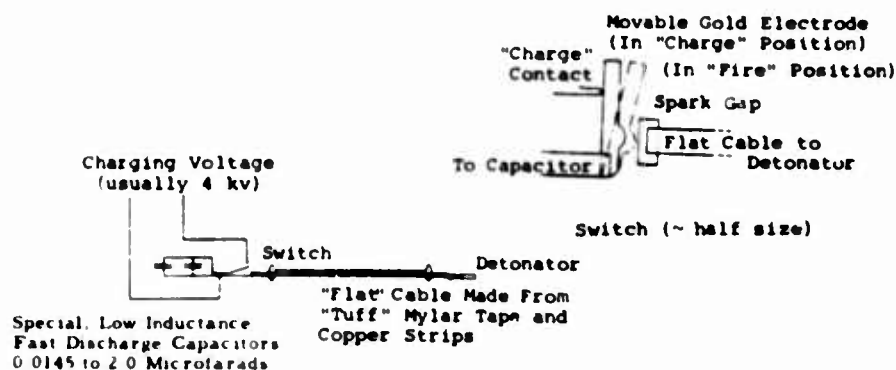 Movable Gold Electrode
(In "Charge" Position)
"Charge"
Contact
(In "Fire" Position)
Spark Gap
Flat Cable to
Detonator
To Capacitor
Charging Voltage
(usually 4 kv)
Switch (~ half size)
Switch
Detonator
"Flat" Cable Made From
"Tuff" Mylar Tape and
Copper Strips
Special, Low Inductance
Fast Discharge Capacitors
0.0145 to 2.0 Microfarads